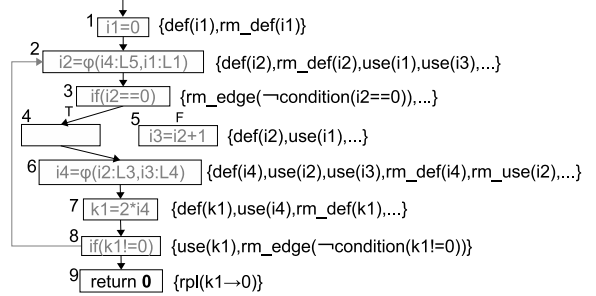 1 i1=0 {def(i1),rm_def(i1)}
2 i2=φ(i4:L5,i1:L1) {def(i2),rm_def(i2),use(i1),use(i3),...}
3 if(i2==0) {rm_edge(¬condition(i2==0)),...}
T F
4
5 i3=i2+1 {def(i2),use(i1),...}
6 i4=φ(i2:L3,i3:L4) {def(i4),use(i2),use(i3),rm_def(i4),rm_use(i2),...}
7 k1=2*i4 {def(k1),use(i4),rm_def(k1),...}
8 if(k1!=0) {use(k1),rm_edge(¬condition(k1!=0))}
9 return 0 {rpl(k1→0)}